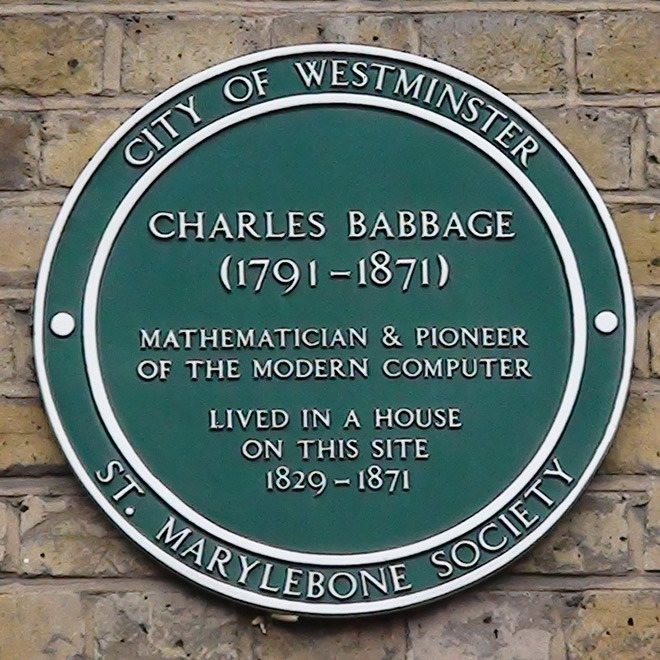 CITY OF WESTMINSTER
CHARLES BABBAGE
(1791–1871)
MATHEMATICIAN & PIONEER
OF THE MODERN COMPUTER
LIVED IN A HOUSE
ON THIS SITE
1829–1871
ST. MARYLEBONE SOCIETY